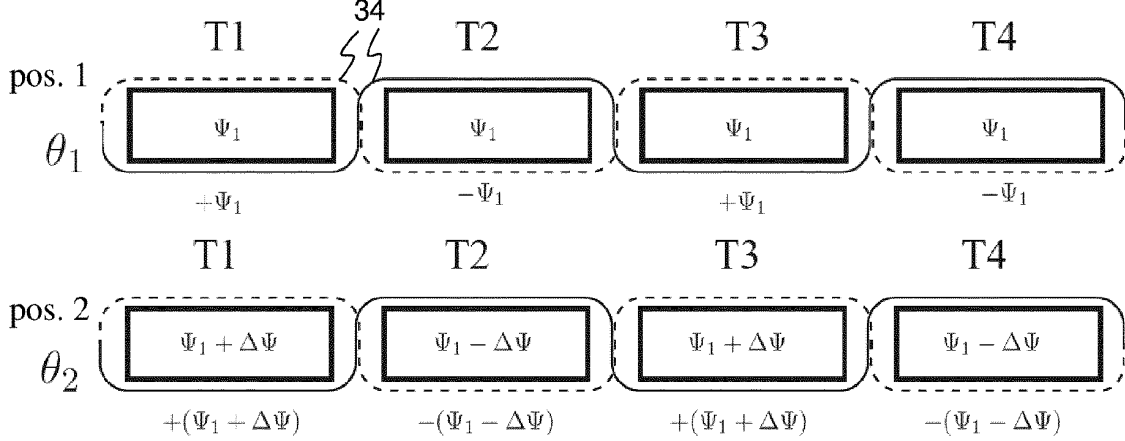 34
T1 T2 T3 T4
pos. 1
Ψ₁ Ψ₁ Ψ₁ Ψ₁
θ₁
+Ψ₁ −Ψ₁ +Ψ₁ −Ψ₁
T1 T2 T3 T4
pos. 2
Ψ₁ + ΔΨ Ψ₁ − ΔΨ Ψ₁ + ΔΨ Ψ₁ − ΔΨ
θ₂
+(Ψ₁ + ΔΨ) −(Ψ₁ − ΔΨ) +(Ψ₁ + ΔΨ) −(Ψ₁ − ΔΨ)